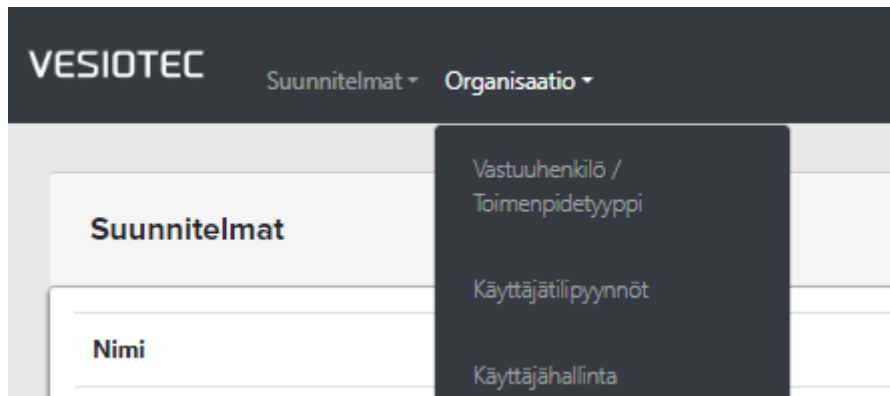 VESIOTEC
Suunnitelmat Organisaatio
Vastuuhenkilö /
Toimenpidetyyppi
Suunnitelmat
Käyttäjätilipyynnöt
Nimi
Käyttäjähallinta